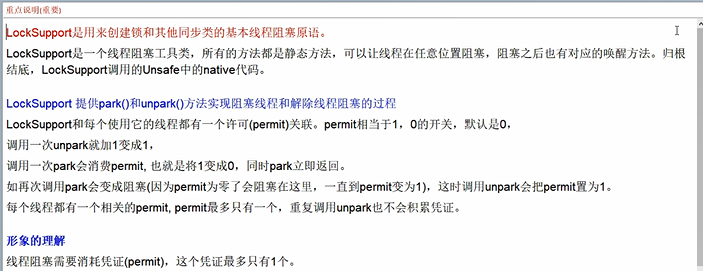 重点说明(重要)
LockSupport是用来创建锁和其他同步类的基本线程阻塞原语。
LockSupport是一个线程阻塞工具类，所有的方法都是静态方法，可以让线程在任意位置阻塞，阻塞之后也有对应的唤醒方法。归根
结底，LockSupport调用的Unsafe中的native代码。
LockSupport 提供park()和unpark()方法实现阻塞线程和解除线程阻塞的过程
LockSupport和每个使用它的线程都有一个许可(permit)关联。permit相当于1，0的开关，默认是0，
调用一次unpark就加1变成1，
调用一次park会消费permit, 也就是将1变成0，同时park立即返回。
如再次调用park会变成阻塞(因为permit为零了会阻塞在这里，一直到permit变为1)，这时调用unpark会把permit置为1。
每个线程都有一个相关的permit, permit最多只有一个，重复调用unpark也不会积累凭证。
形象的理解
线程阻塞需要消耗凭证(permit)，这个凭证最多只有1个。